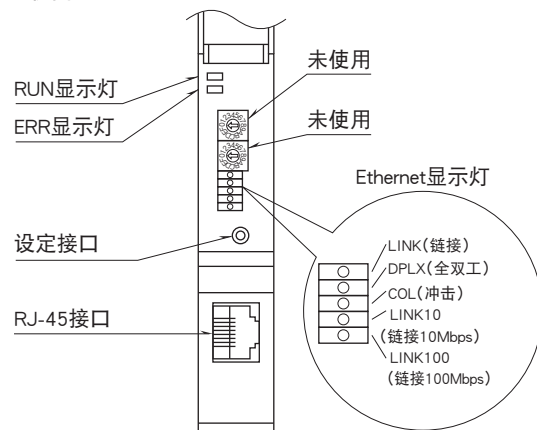 RUN显示灯
ERR显示灯
未使用
未使用
Ethernet显示灯
设定接口
RJ-45接口
LINK(链接)
DPLX(全双工)
COL(冲击)
LINK10
(链接10Mbps)
LINK100
(链接100Mbps)